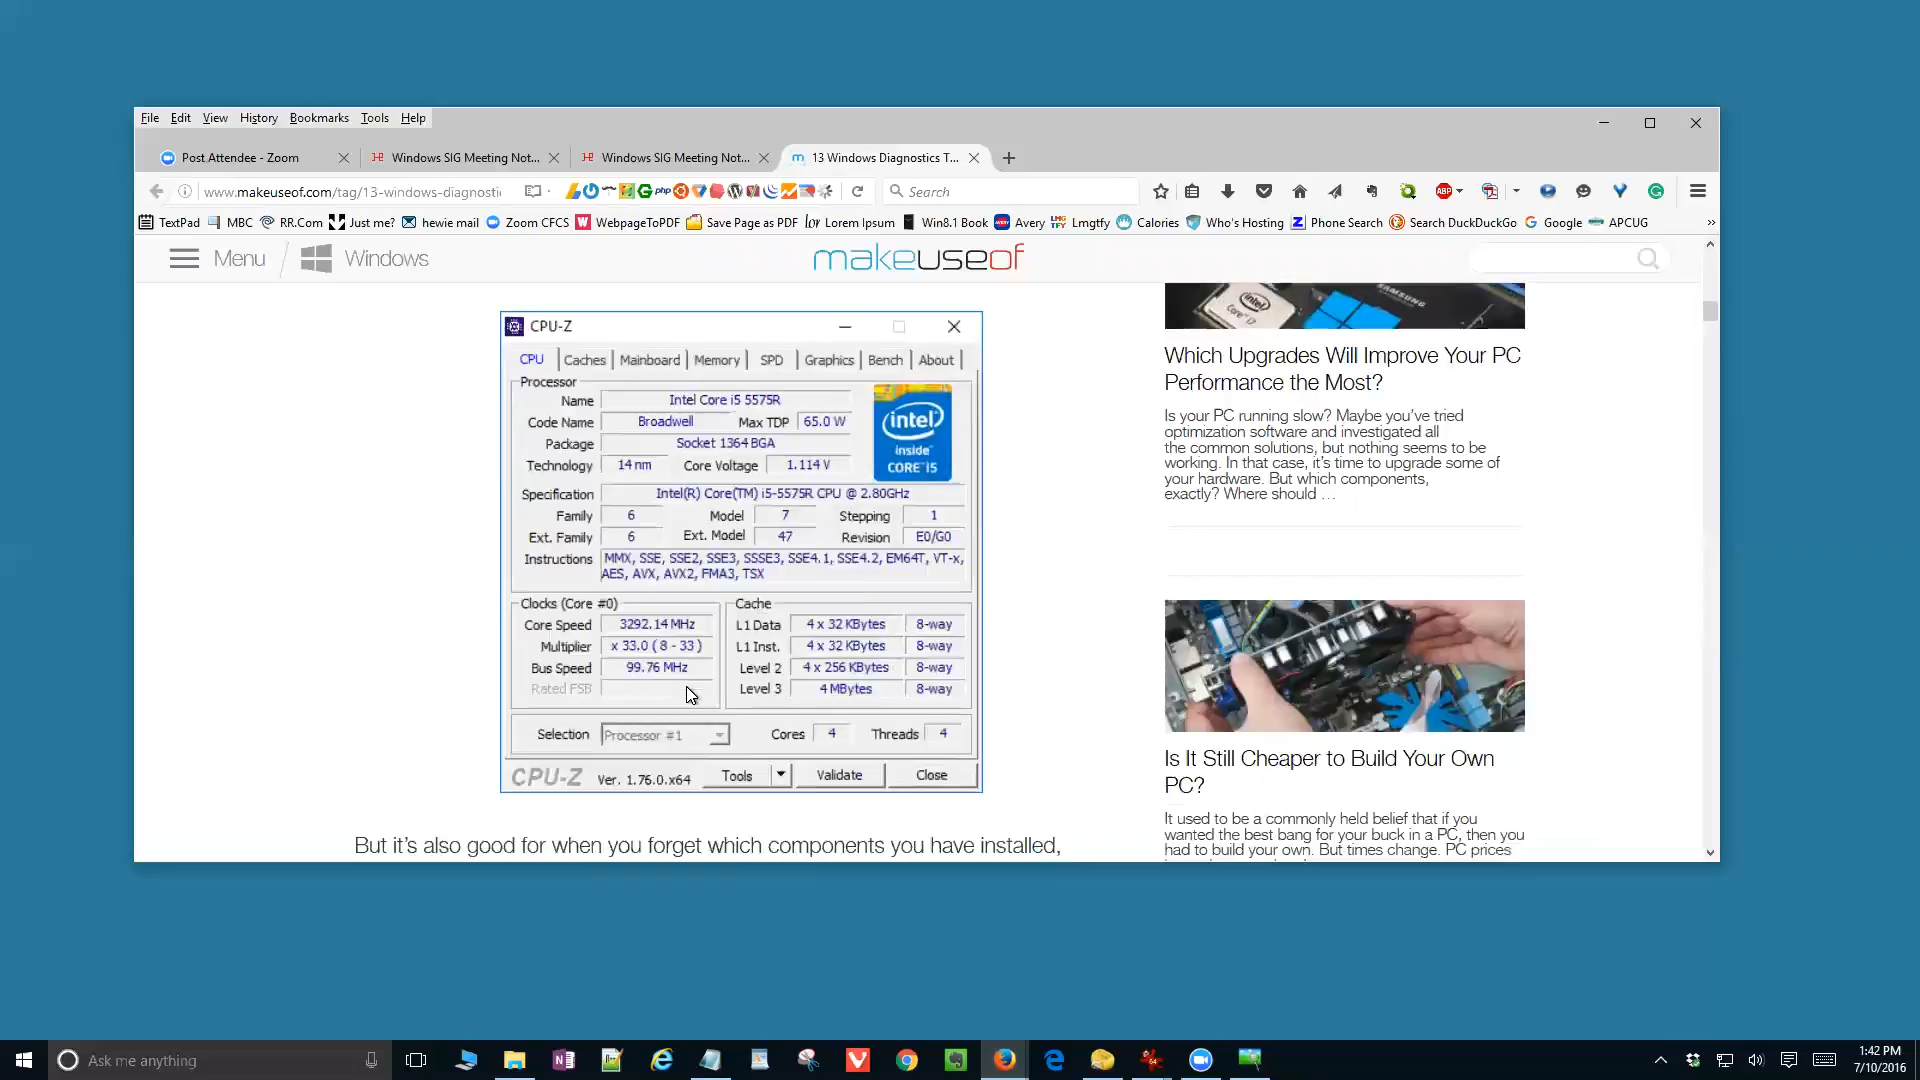 File Edit View History Bookmarks Tools Help
Post Attendee - Zoom
Windows SIG Meeting Not...
Windows SIG Meeting Not...
13 Windows Diagnostics T...
www.makeuseof.com/tag/13-windows-diagnostic
Search
TextPad MBC RR.Com Just me? hewie mail Zoom CFCS WebpageToPDF Save Page as PDF Lorem Ipsum Win8.1 Book Avery Lmgtfy Calories Who's Hosting Phone Search Search DuckDuckGo Google APCUG
Menu Windows makeuseof
CPU-Z
CPU Caches Mainboard Memory SPD Graphics Bench About
Processor
Name Intel Core i5 5575R
Code Name Broadwell Max TDP 65.0 W
Package Socket 1364 BGA
Technology 14 nm Core Voltage 1.114 V
intel inside CORE i5
Specification Intel(R) Core(TM) i5-5575R CPU @ 2.80GHz
Family 6 Model 7 Stepping 1
Ext. Family 6 Ext. Model 47 Revision E0/G0
Instructions MMX, SSE, SSE2, SSE3, SSSE3, SSE4.1, SSE4.2, EM64T, VT-x,
AES, AVX, AVX2, FMA3, TSX
Clocks (Core #0)
Core Speed 3292.14 MHz
Multiplier x 33.0 ( 8 - 33 )
Bus Speed 99.76 MHz
Rated FSB
Cache
L1 Data 4 x 32 KBytes 8-way
L1 Inst. 4 x 32 KBytes 8-way
Level 2 4 x 256 KBytes 8-way
Level 3 4 MBytes 8-way
Selection Processor #1 Cores 4 Threads 4
CPU-Z Ver. 1.76.0.x64 Tools Validate Close
But it's also good for when you forget which components you have installed,
SAMSUNG
Which Upgrades Will Improve Your PC
Performance the Most?
Is your PC running slow? Maybe you've tried
optimization software and investigated all
the common solutions, but nothing seems to be
working. In that case, it's time to upgrade some of
your hardware. But which components,
exactly? Where should …
Is It Still Cheaper to Build Your Own
PC?
It used to be a commonly held belief that if you
wanted the best bang for your buck in a PC, then you
had to build your own. But times change. PC prices
Ask me anything
1:42 PM
7/10/2016